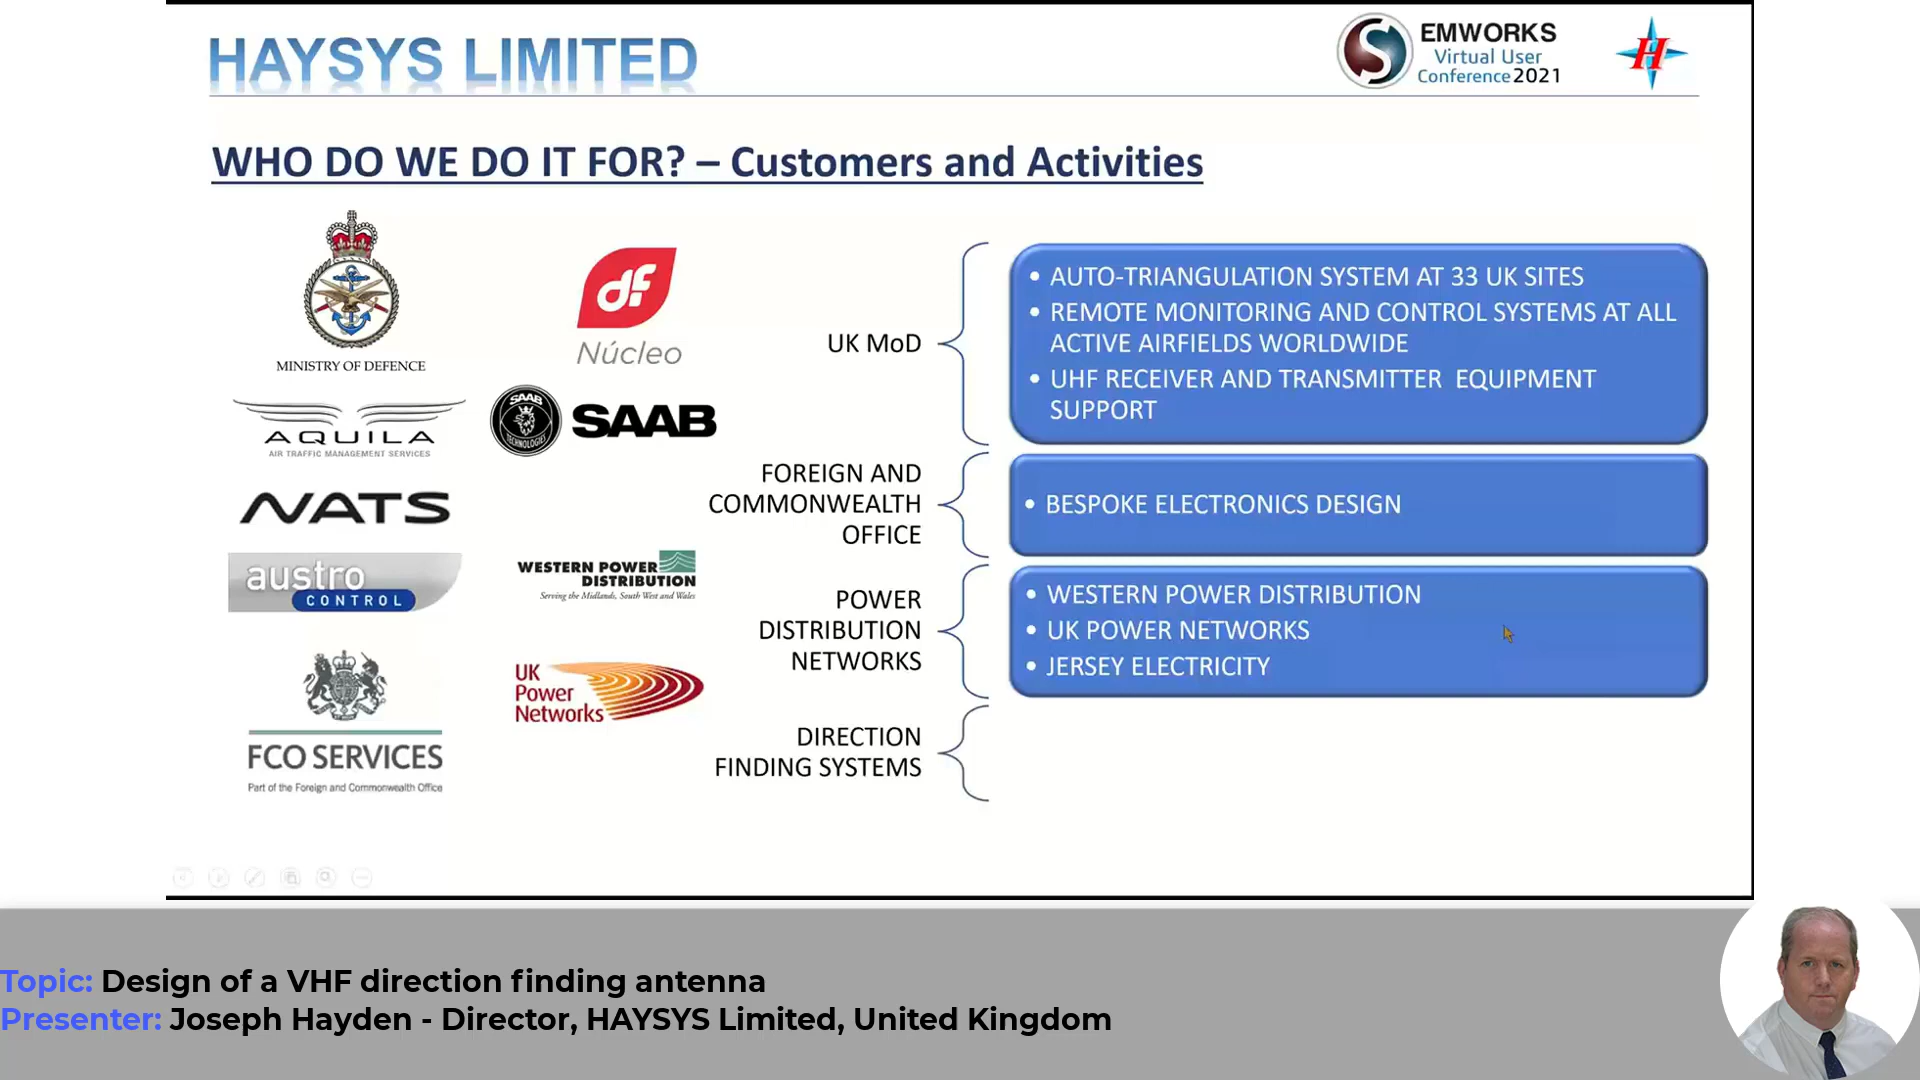 HAYSYS LIMITED
EMWORKS
Virtual User
Conference 2021
H
WHO DO WE DO IT FOR? – Customers and Activities
MINISTRY OF DEFENCE
df
Núcleo
AQUILA
AIR TRAFFIC MANAGEMENT SERVICES
SAAB
TECHNOLOGIES
SAAB
NATS
austro
CONTROL
WESTERN POWER
DISTRIBUTION
Serving the Midlands, South West and Wales
FCO SERVICES
Part of the Foreign and Commonwealth Office
UK
Power
Networks
UK MoD
• AUTO-TRIANGULATION SYSTEM AT 33 UK SITES
• REMOTE MONITORING AND CONTROL SYSTEMS AT ALL
ACTIVE AIRFIELDS WORLDWIDE
• UHF RECEIVER AND TRANSMITTER EQUIPMENT
SUPPORT
FOREIGN AND
COMMONWEALTH
OFFICE
• BESPOKE ELECTRONICS DESIGN
POWER
DISTRIBUTION
NETWORKS
• WESTERN POWER DISTRIBUTION
• UK POWER NETWORKS
• JERSEY ELECTRICITY
DIRECTION
FINDING SYSTEMS
Topic: Design of a VHF direction finding antenna
Presenter: Joseph Hayden - Director, HAYSYS Limited, United Kingdom